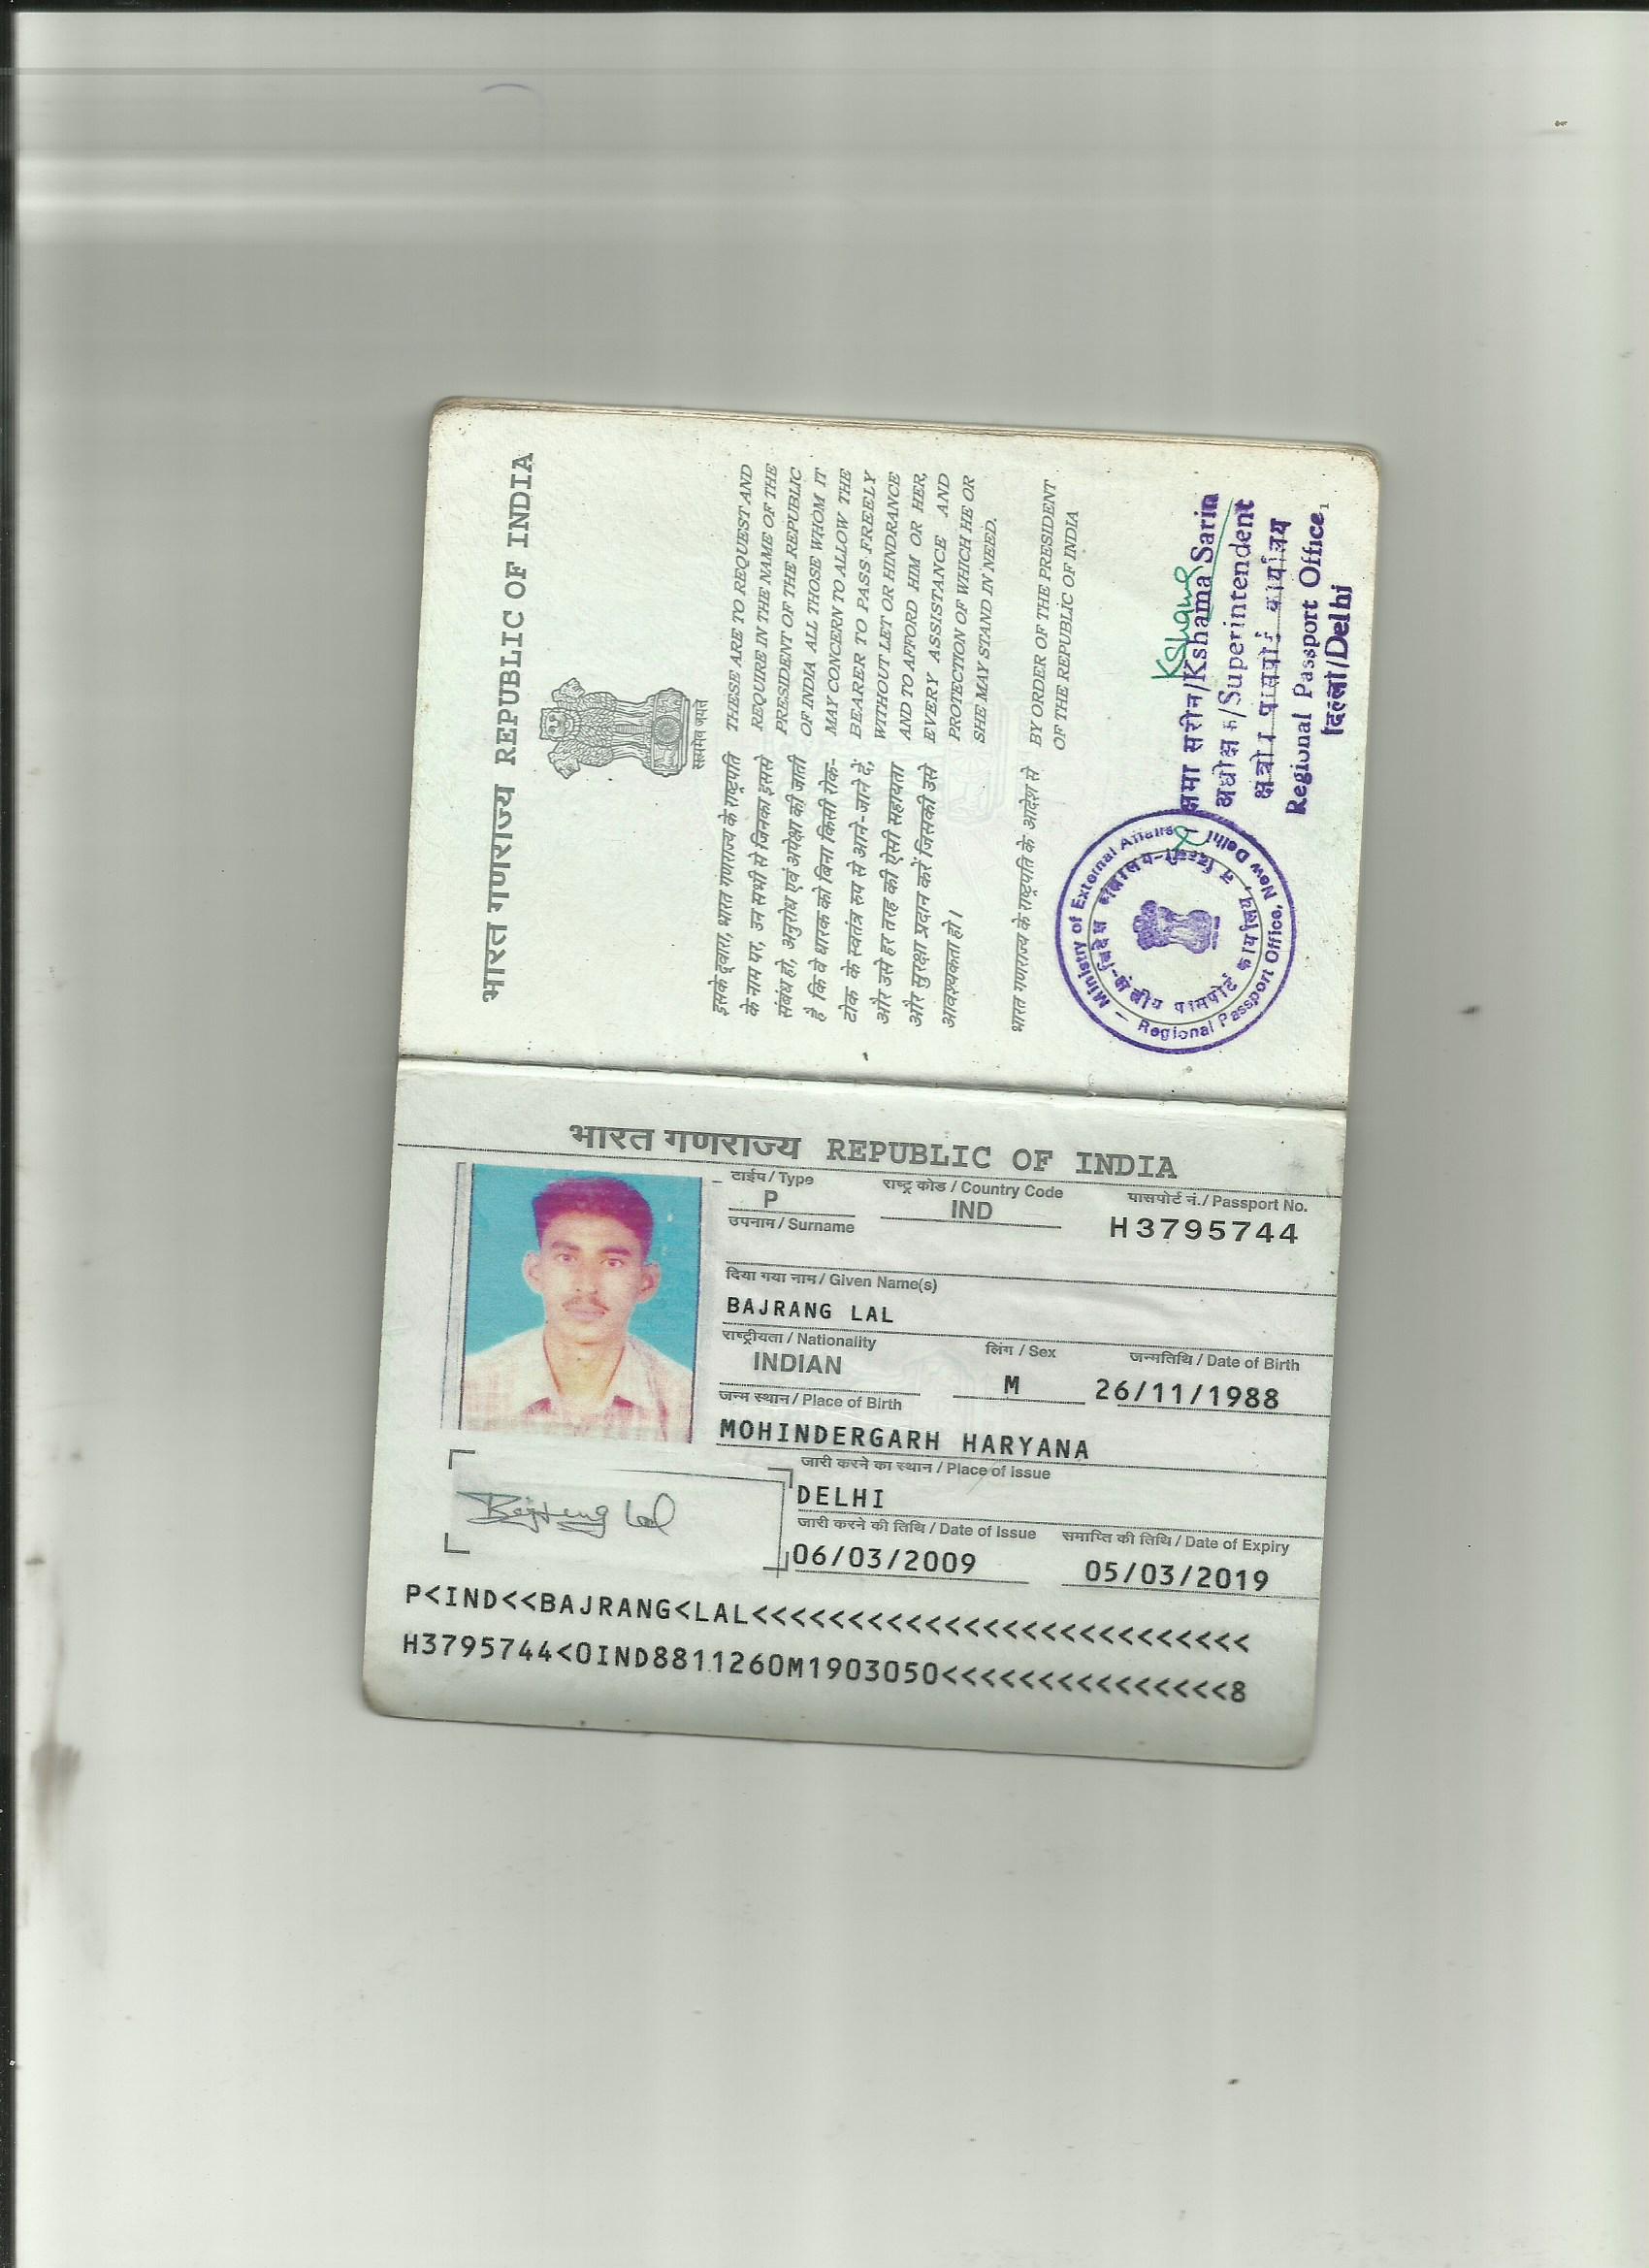 भारत गणराज्य REPUBLIC OF INDIA
सत्यमेव जयते
इसके द्वारा, भारत गणराज्य के राष्ट्रपति
के नाम पर, उन सभी से जिनका इससे
संबंध हो, अनुरोध एवं अपेक्षा की जाती
है कि वे धारक को बिना किसी रोक-
टोक के स्वतंत्र रूप से आने-जाने दें,
और उसे हर तरह की ऐसी सहायता
और सुरक्षा प्रदान करें जिसकी उसे
आवश्यकता हो।
THESE ARE TO REQUEST AND
REQUIRE IN THE NAME OF THE
PRESIDENT OF THE REPUBLIC
OF INDIA ALL THOSE WHOM IT
MAY CONCERN TO ALLOW THE
BEARER TO PASS FREELY
WITHOUT LET OR HINDRANCE
AND TO AFFORD HIM OR HER,
EVERY ASSISTANCE AND
PROTECTION OF WHICH HE OR
SHE MAY STAND IN NEED.
भारत गणराज्य के राष्ट्रपति के आदेश से
BY ORDER OF THE PRESIDENT
OF THE REPUBLIC OF INDIA
Ministry of External Affairs
Regional Passport Office, New Delhi
Kshama
क्षमा सरीन/Kshama Sarin
अधीक्षक/Superintendent
क्षेत्रीय पासपोर्ट कार्यालय
Regional Passport Office,
दिल्ली/Delhi
भारत गणराज्य REPUBLIC OF INDIA
टाईप/Type राष्ट्र कोड/Country Code पासपोर्ट नं./Passport No.
P IND H3795744
उपनाम/Surname
दिया गया नाम/Given Name(s)
BAJRANG LAL
राष्ट्रीयता/Nationality लिंग/Sex जन्मतिथि/Date of Birth
INDIAN M 26/11/1988
जन्म स्थान/Place of Birth
MOHINDERGARH HARYANA
जारी करने का स्थान/Place of Issue
DELHI
जारी करने की तिथि/Date of Issue समाप्ति की तिथि/Date of Expiry
06/03/2009 05/03/2019
Bajrang Lal
P<IND<<BAJRANG<LAL<<<<<<<<<<<<<<<<<<<<<<<<<<
H3795744<0IND8811260M1903050<<<<<<<<<<<<<<<8